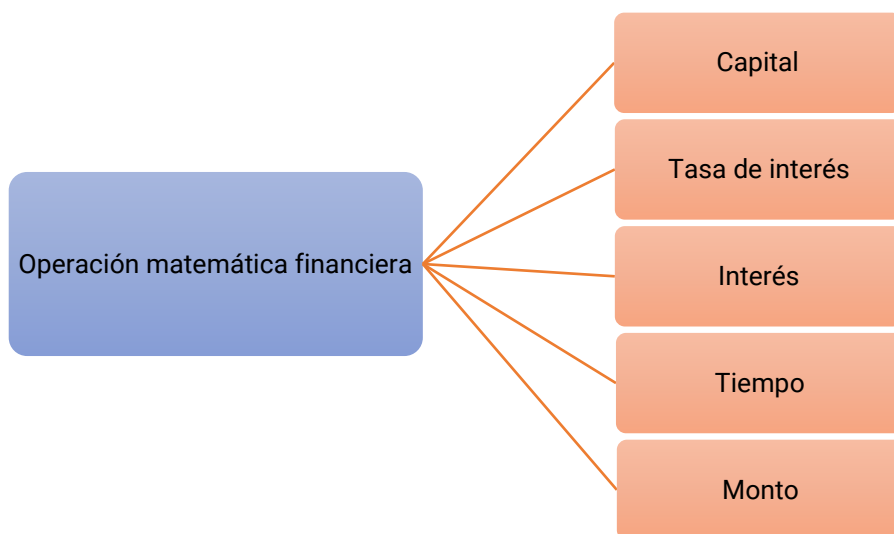 Capital
Tasa de interés
Operación matemática financiera
Interés
Tiempo
Monto